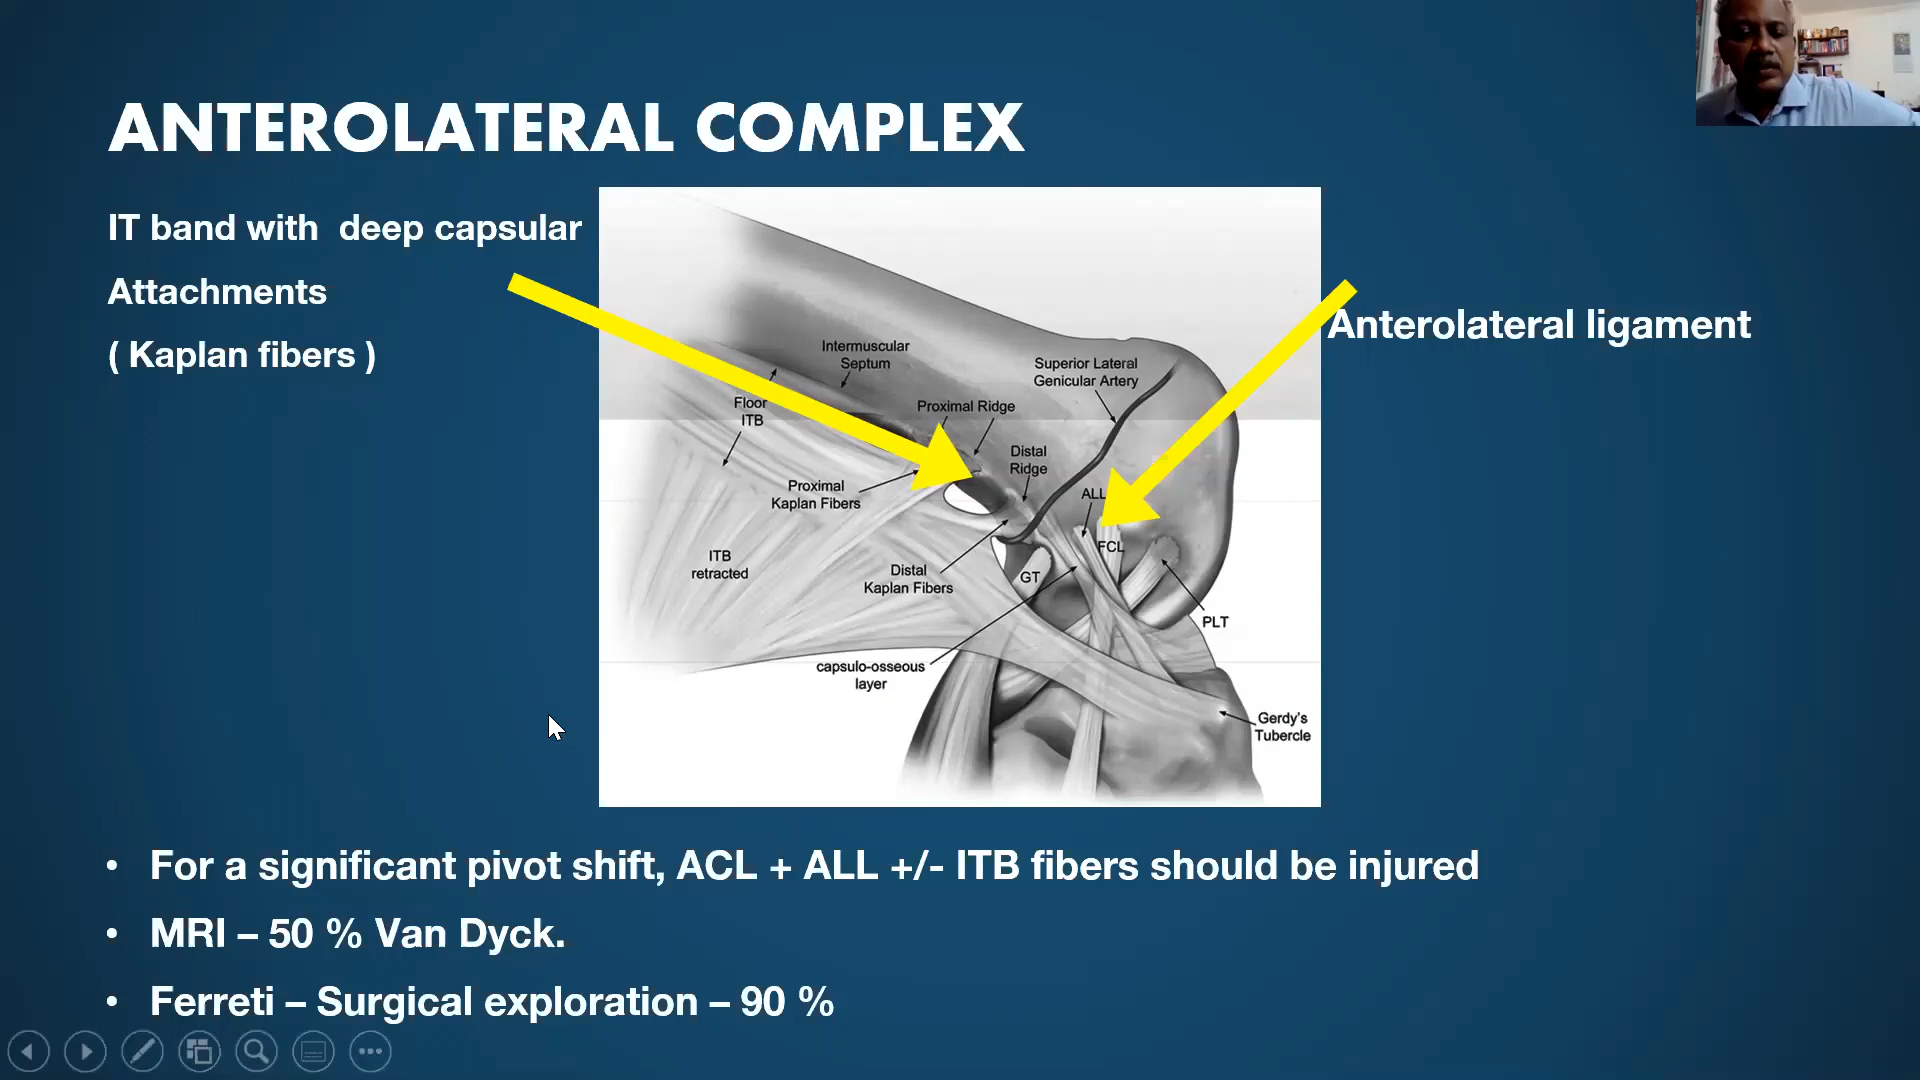 ANTEROLATERAL COMPLEX
IT band with deep capsular
Attachments
( Kaplan fibers )
Anterolateral ligament
Intermuscular
Septum
Superior Lateral
Genicular Artery
Floor
ITB
Proximal Ridge
Distal
Ridge
Proximal
Kaplan Fibers
ALL
FCL
ITB
retracted
Distal
Kaplan Fibers
GT
PLT
capsulo-osseous
layer
Gerdy's
Tubercle
• For a significant pivot shift, ACL + ALL +/- ITB fibers should be injured
• MRI – 50 % Van Dyck.
• Ferreti – Surgical exploration – 90 %